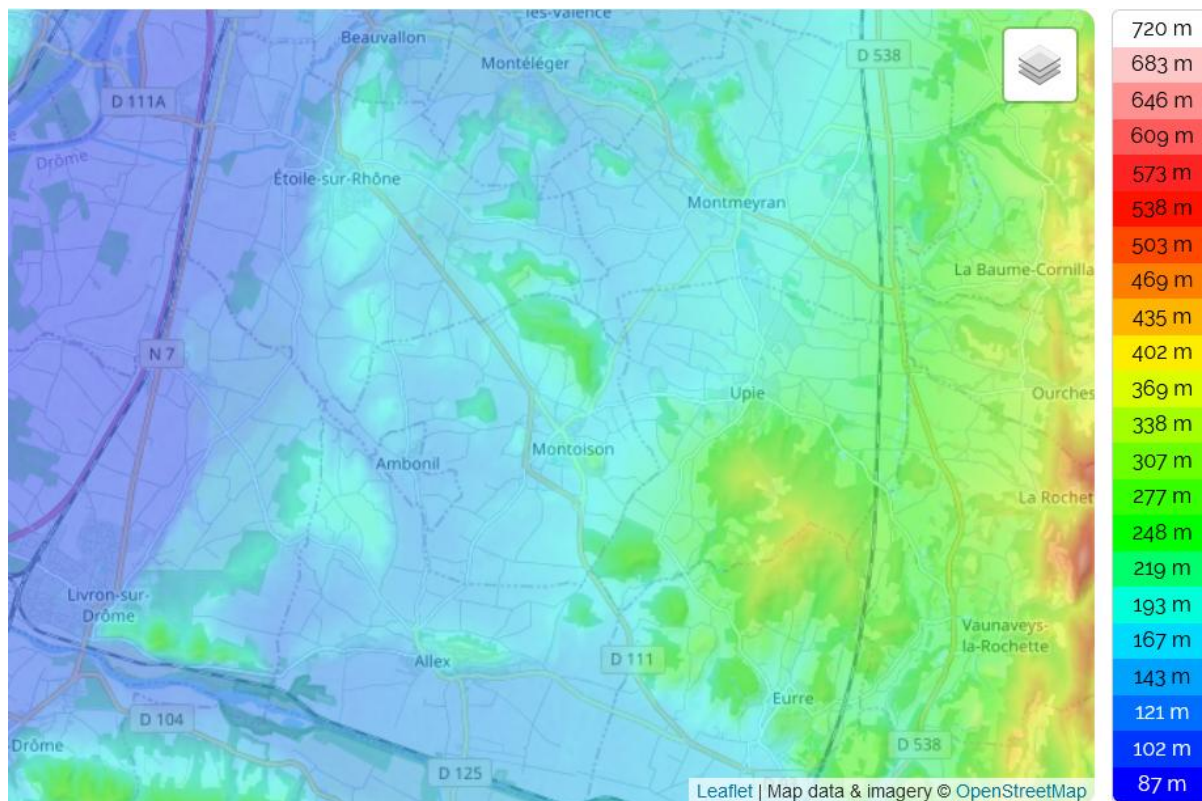 lès-Valence
Beauvallon
Montéléger
D 538
D 111A
Drôme
Étoile-sur-Rhône
Montmeyran
La Baume-Cornilla
N 7
Upie
Ourches
Montoison
Ambonil
La Rochet
Livron-sur-
Drôme
Vaunaveys-
la-Rochette
Allex
D 111
Eurre
D 104
D 538
-Drôme
D 125
Leaflet | Map data & imagery © OpenStreetMap
720 m
683 m
646 m
609 m
573 m
538 m
503 m
469 m
435 m
402 m
369 m
338 m
307 m
277 m
248 m
219 m
193 m
167 m
143 m
121 m
102 m
87 m